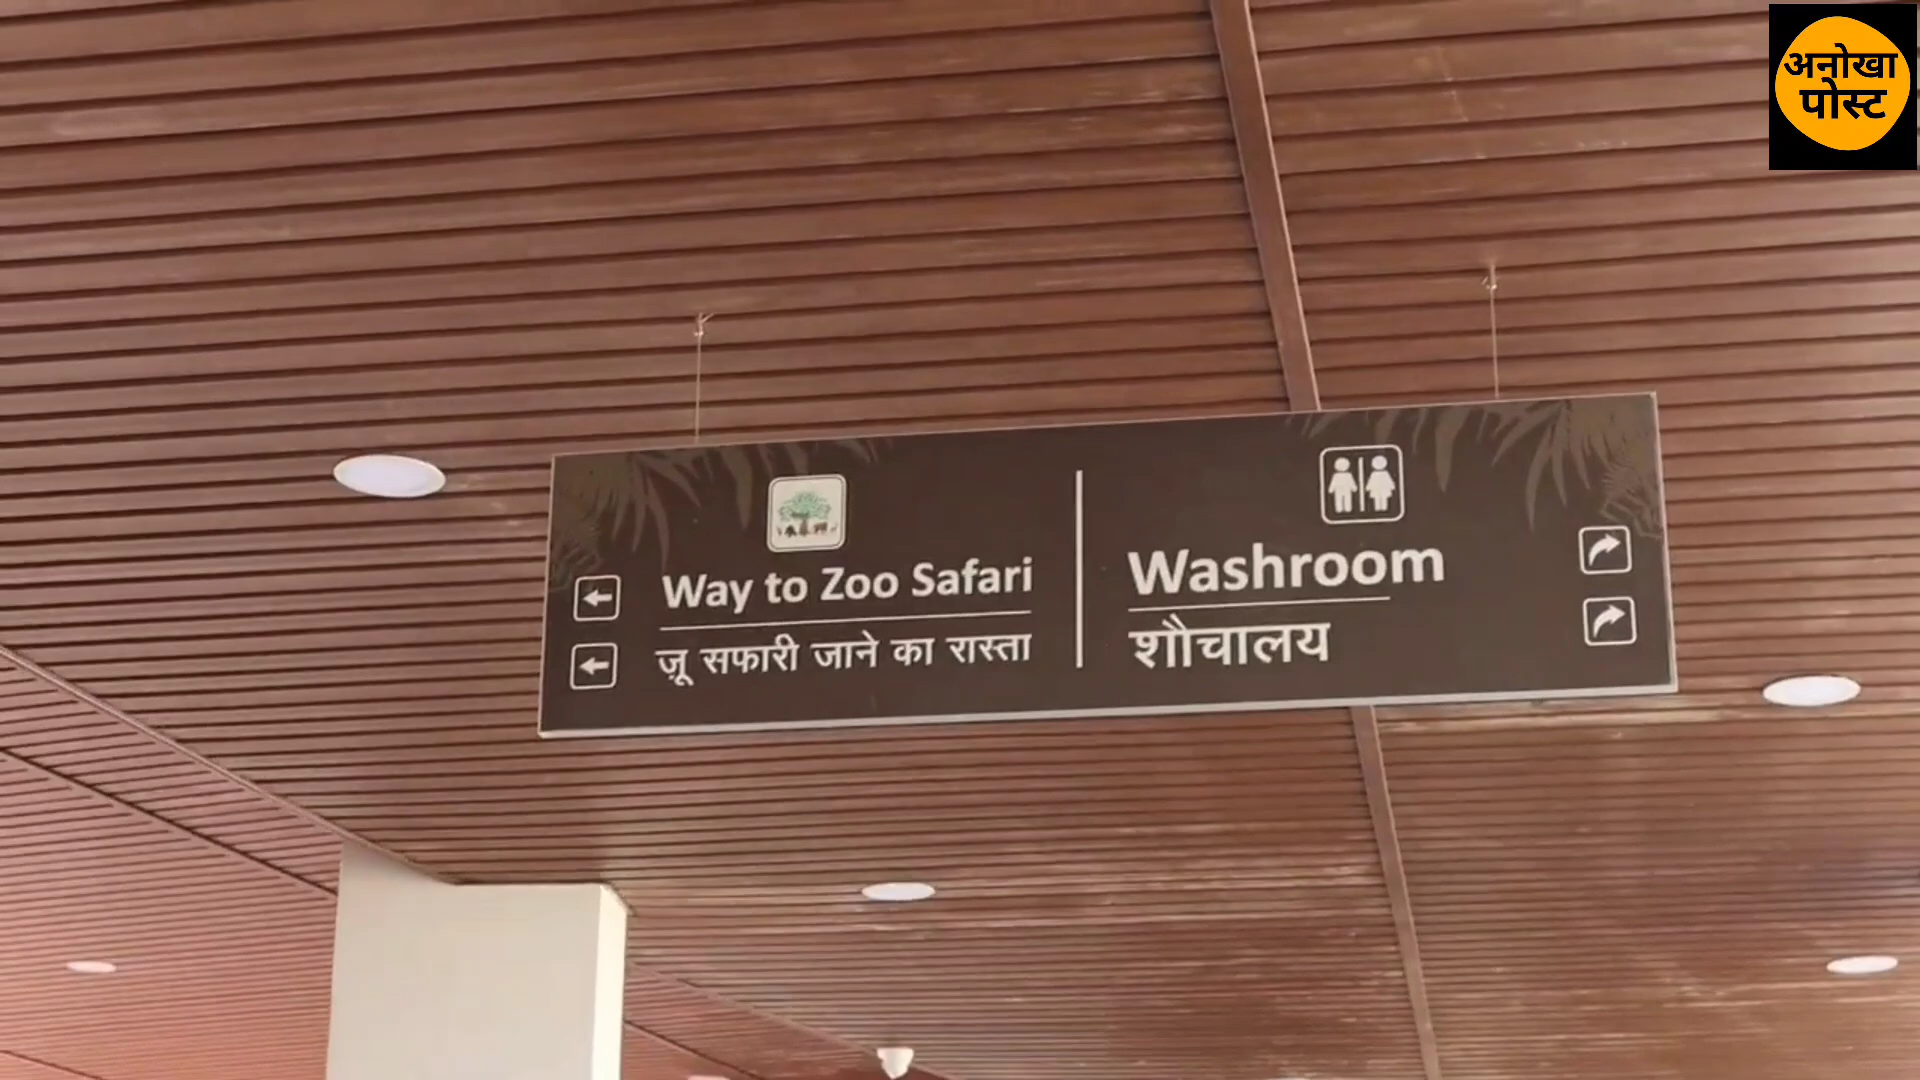 अनोखा
पोस्ट
Way to Zoo Safari
ज़ू सफारी जाने का रास्ता
Washroom
शौचालय